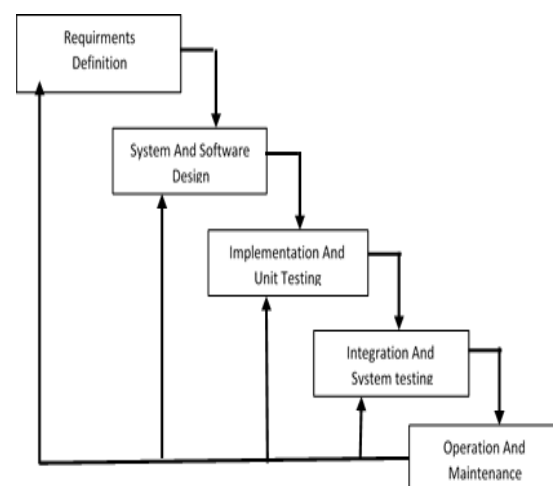 Requirments
Definition
System And Software
Design
Implementation And
Unit Testing
Integration And
System testing
Operation And
Maintenance